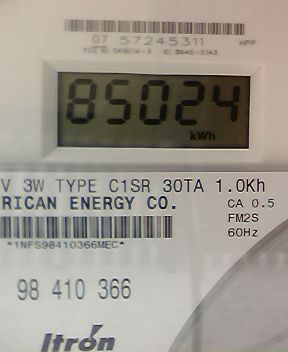 07 57245311 HPP
85024
kWh
V 3W TYPE C1SR 30TA 1.0Kh
RICAN ENERGY CO. CA 0.5
FM2S
*1NFS98410366MEC* 60Hz
98 410 366
Itron